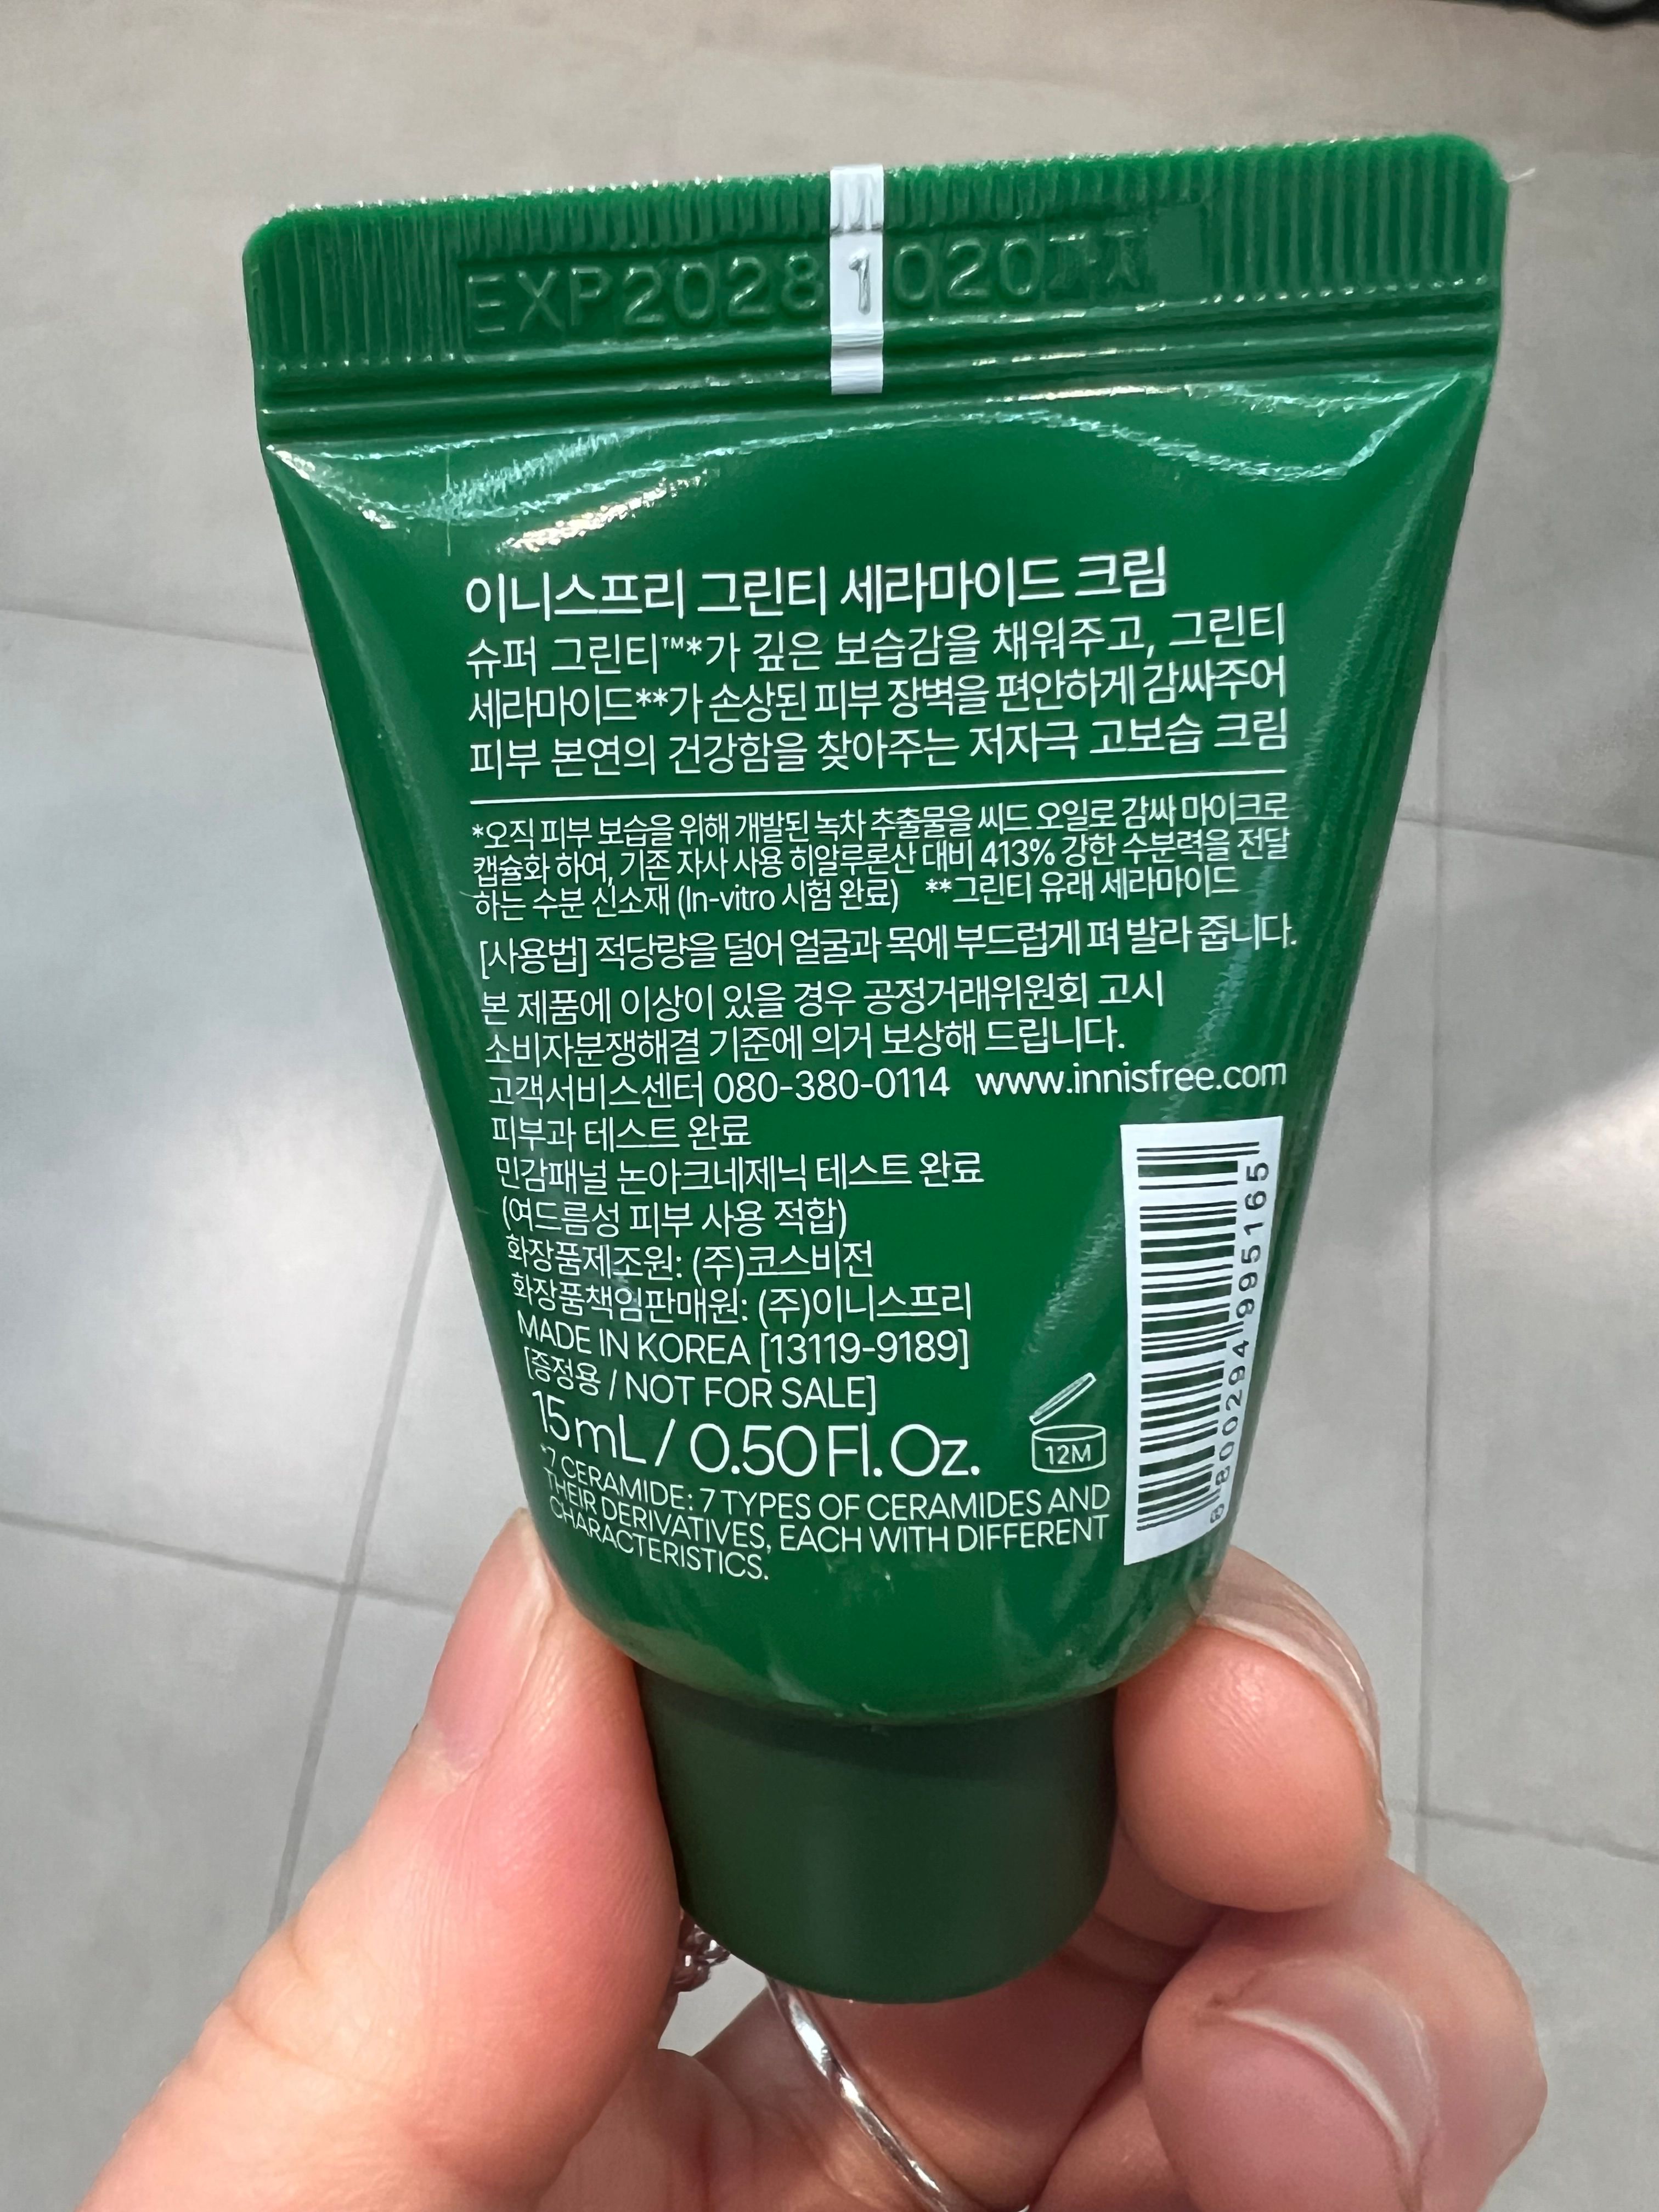 EXP20281020
이니스프리 그린티 세라마이드 크림
슈퍼 그린티™*가 깊은 보습감을 채워주고, 그린티
세라마이드**가 손상된 피부 장벽을 편안하게 감싸주어
피부 본연의 건강함을 찾아주는 저자극 고보습 크림
*오직 피부 보습을 위해 개발된 녹차 추출물을 씨드 오일로 감싸 마이크로
캡슐화 하여, 기존 자사 사용 히알루론산 대비 413% 강한 수분력을 전달
하는 수분 신소재 (In-vitro 시험 완료) **그린티 유래 세라마이드
[사용법] 적당량을 덜어 얼굴과 목에 부드럽게 펴 발라 줍니다.
본 제품에 이상이 있을 경우 공정거래위원회 고시
소비자분쟁해결 기준에 의거 보상해 드립니다.
고객서비스센터 080-380-0114 www.innisfree.com
피부과 테스트 완료
민감패널 논아크네제닉 테스트 완료
(여드름성 피부 사용 적합)
화장품제조원: (주)코스비전
화장품책임판매원: (주)이니스프리
MADE IN KOREA [13119-9189]
[증정용 / NOT FOR SALE]
15 mL / 0.50 Fl. Oz.
12M
*7 CERAMIDE: 7 TYPES OF CERAMIDES AND
THEIR DERIVATIVES, EACH WITH DIFFERENT
CHARACTERISTICS.
8 800294 995165